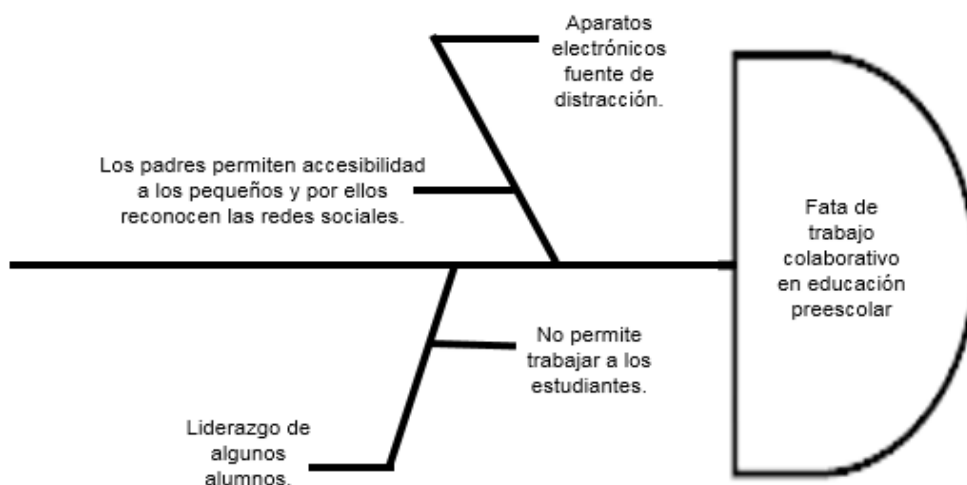 Aparatos
electrónicos
fuente de
distracción.
Los padres permiten accesibilidad
a los pequeños y por ellos
reconocen las redes sociales.
Fata de
trabajo
colaborativo
en educación
preescolar
No permite
trabajar a los
estudiantes.
Liderazgo de
algunos
alumnos.